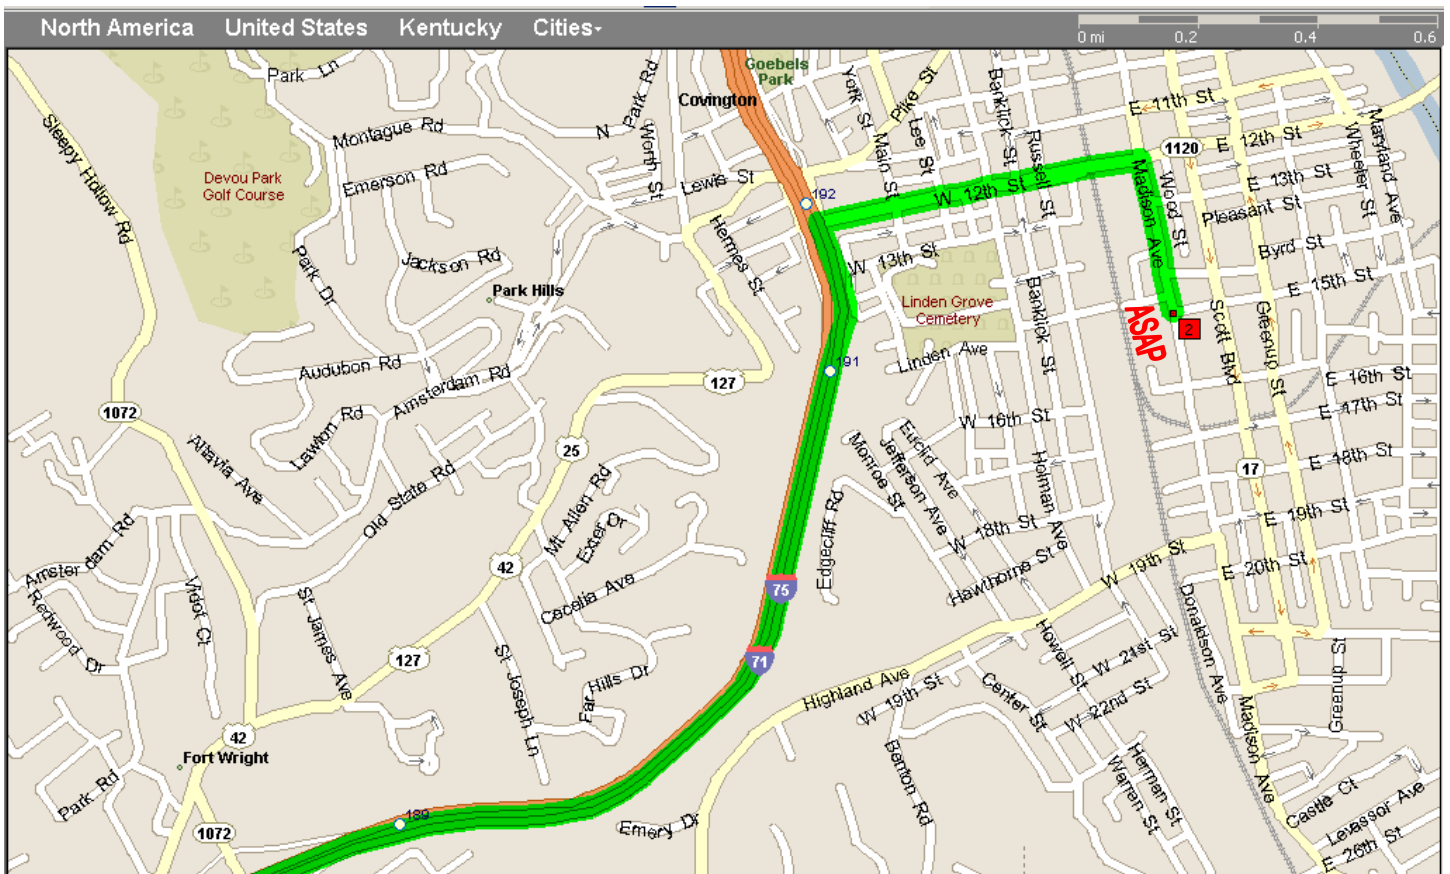 North America United States Kentucky Cities
0 mi 0.2 0.4 0.6
Goebels
Park
Park Ln
Covington
N Park Rd
York St
Pike St
Banklick St
E 11th St
Montague Rd
Worth St
Main St
Lee St
Russell St
1120
E 12th St
Wheeler St
Maryland Ave
Sleepy Hollow Rd
Devou Park
Golf Course
Emerson Rd
Lewis St
192
W 12th St
Madison Ave
Wood St
E 13th St
Pleasant St
Hermes St
Byrd St
Jackson Rd
W 13th St
Park Dr
Park Hills
Linden Grove
Cemetery
Banklick St
E 15th St
ASAP
2
Scott Blvd
Greenup St
Audubon Rd
Amsterdam Rd
127
191
Linden Ave
E 16th St
1072
Lawton Rd
W 16th St
E 17th St
Altavia Ave
25
Monroe St
Jefferson Ave
Euclid Ave
Holman Ave
17
E 18th St
Old State Rd
Mt Allen Rd
Exter Dr
Edgecliff Rd
W 18th St
E 19th St
Amsterdam Rd
42
Hawthorne St
W 19th St
E 20th St
Redwood Dr
Vidot Ct
St James Ave
Cecelia Ave
75
Donaldson Ave
127
St Joseph Ln
Far Hills Dr
71
Highland Ave
W 19th St
Howell St
W 21st St
Center St
W 22nd St
Greenup St
42
Fort Wright
Madison Ave
Benton Rd
Herman St
Warren St
Park Rd
189
Emery Dr
Castle Ct
Levassor Ave
1072
E 26th St